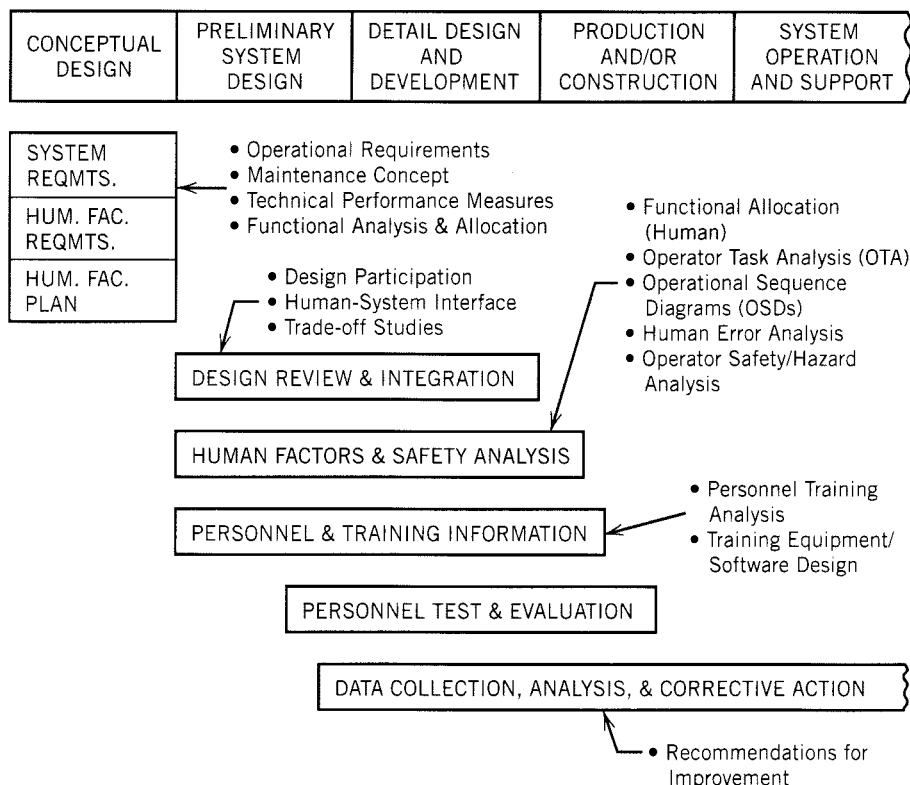 CONCEPTUAL
DESIGN
PRELIMINARY
SYSTEM
DESIGN
DETAIL DESIGN
AND
DEVELOPMENT
PRODUCTION
AND/OR
CONSTRUCTION
SYSTEM
OPERATION
AND SUPPORT
SYSTEM
REQMTS.
HUM. FAC.
REQMTS.
HUM. FAC.
PLAN
• Operational Requirements
• Maintenance Concept
• Technical Performance Measures
• Functional Analysis & Allocation
• Design Participation
• Human-System Interface
• Trade-off Studies
• Functional Allocation
(Human)
• Operator Task Analysis (OTA)
• Operational Sequence
Diagrams (OSDs)
• Human Error Analysis
• Operator Safety/Hazard
Analysis
DESIGN REVIEW & INTEGRATION
HUMAN FACTORS & SAFETY ANALYSIS
• Personnel Training
Analysis
• Training Equipment/
Software Design
PERSONNEL & TRAINING INFORMATION
PERSONNEL TEST & EVALUATION
DATA COLLECTION, ANALYSIS, & CORRECTIVE ACTION
• Recommendations for
Improvement